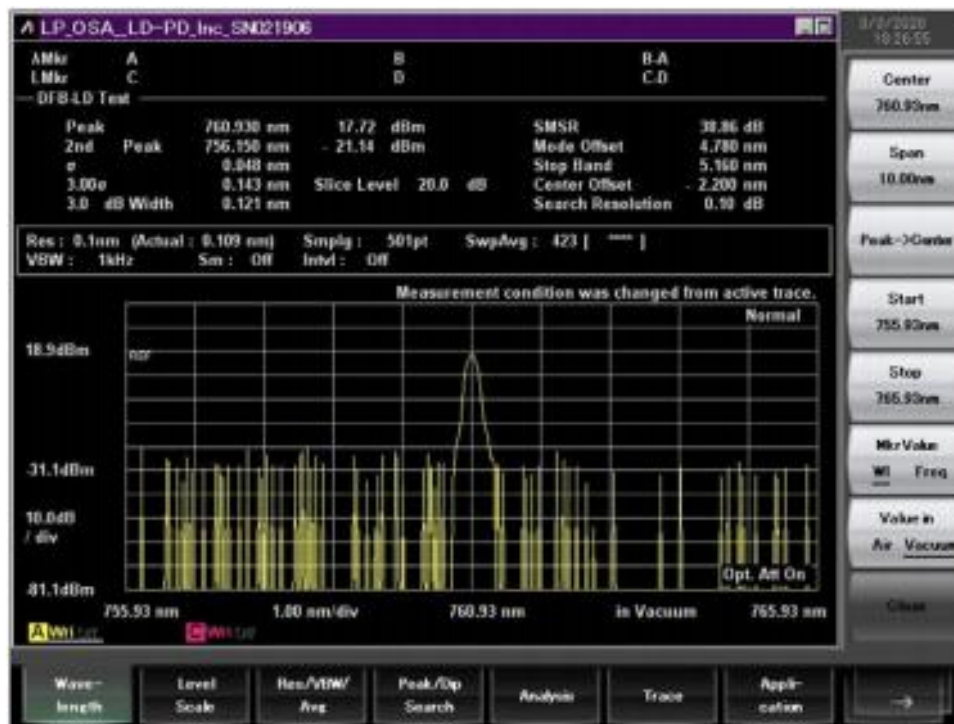 LP_OSA_LD-PD_Inc_SN021906
18:26:55
λMkr A B B-A
LMkr C D C-D
DFB-LD Test
Peak 760.930 nm 17.72 dBm SMSR 38.86 dB
2nd Peak 756.150 nm - 21.14 dBm Mode Offset 4.780 nm
σ 0.048 nm Stop Band 5.160 nm
3.00σ 0.143 nm Slice Level 20.0 dB Center Offset - 2.200 nm
3.0 dB Width 0.121 nm Search Resolution 0.10 dB
Res : 0.1nm (Actual : 0.109 nm) Smplg : 501pt SwpAvg : 423 [ **** ]
VBW : 1kHz Sm : Off Intvl : Off
Measurement condition was changed from active trace.
Normal
18.9dBm
REF
-31.1dBm
10.0dB
/ div
-81.1dBm
Opt. Att On
755.93 nm 1.00 nm/div 760.93 nm in Vacuum 765.93 nm
A Wri
C Wri
Center
760.93nm
Span
10.00nm
Peak->Center
Start
755.93nm
Stop
765.93nm
Mkr Value
Wl Freq
Value in
Air Vacuum
Close
Wave-
length
Level
Scale
Res/VBW/
Avg
Peak/Dip
Search
Analysis
Trace
Appli-
cation
→